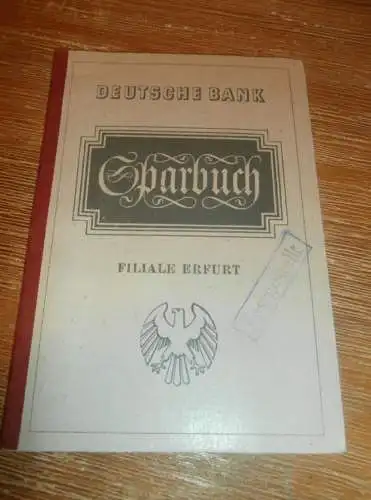 DEUTSCHE BANK
Sparbuch
FILIALE ERFURT